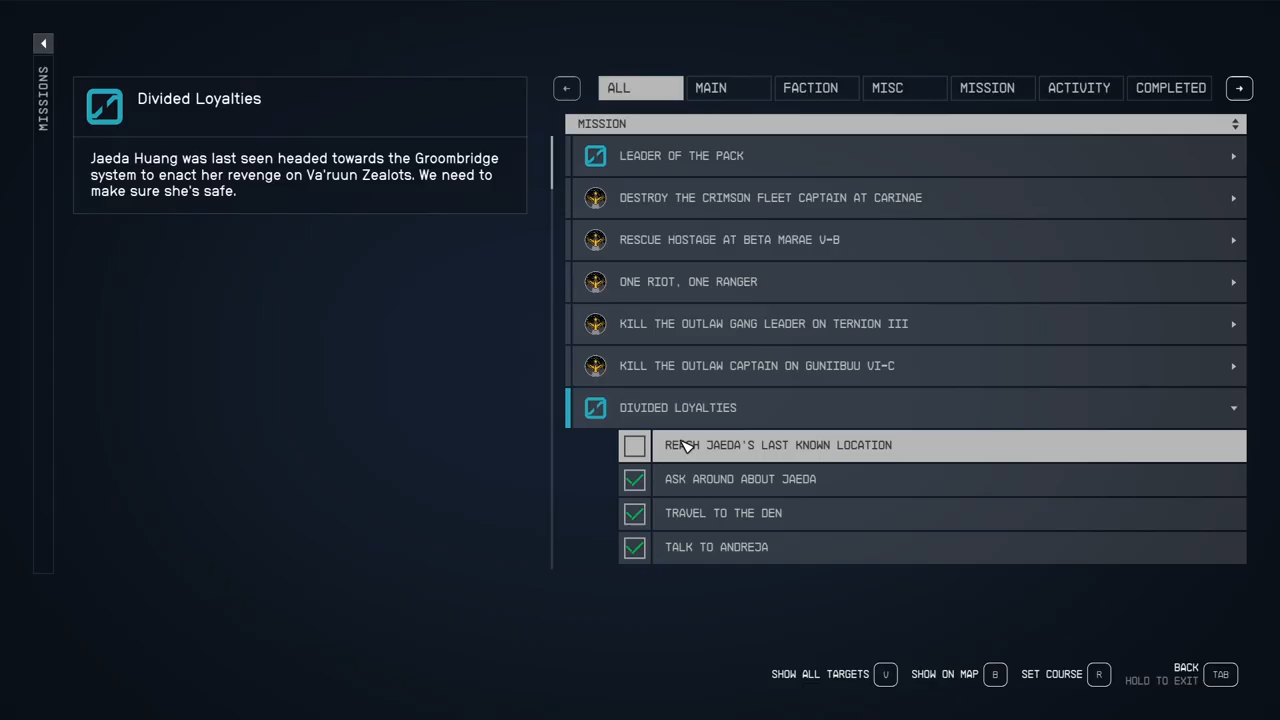 MISSIONS
Divided Loyalties
Jaeda Huang was last seen headed towards the Groombridge
system to enact her revenge on Va'ruun Zealots. We need to
make sure she's safe.
ALL
MAIN
FACTION
MISC
MISSION
ACTIVITY
COMPLETED
MISSION
LEADER OF THE PACK
DESTROY THE CRIMSON FLEET CAPTAIN AT CARINAE
RESCUE HOSTAGE AT BETA MARAE V-B
ONE RIOT, ONE RANGER
KILL THE OUTLAW GANG LEADER ON TERNION III
KILL THE OUTLAW CAPTAIN ON GUNIIBUU VI-C
DIVIDED LOYALTIES
REACH JAEDA'S LAST KNOWN LOCATION
ASK AROUND ABOUT JAEDA
TRAVEL TO THE DEN
TALK TO ANDREJA
SHOW ALL TARGETS V
SHOW ON MAP B
SET COURSE R
BACK
HOLD TO EXIT
TAB